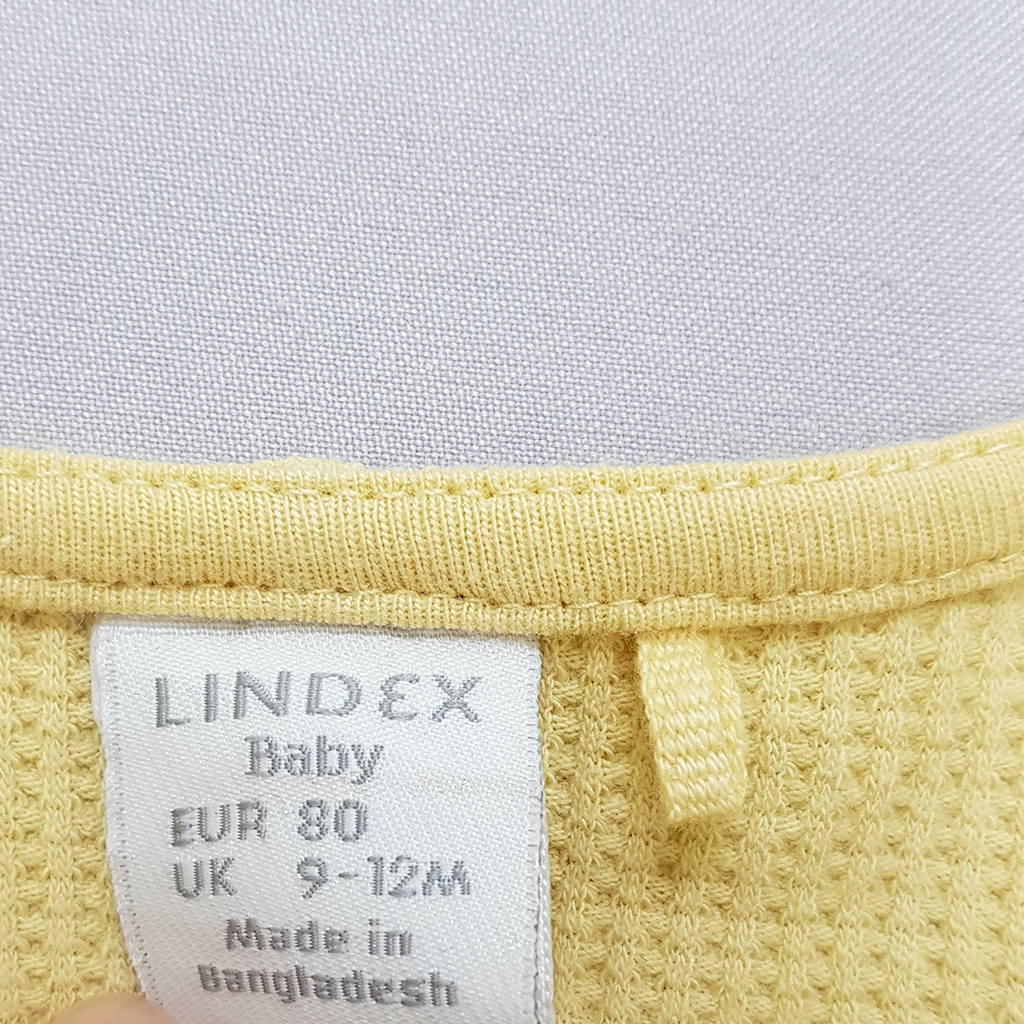 LINDEX
Baby
EUR 80
UK 9-12M
Made in
Bangladesh